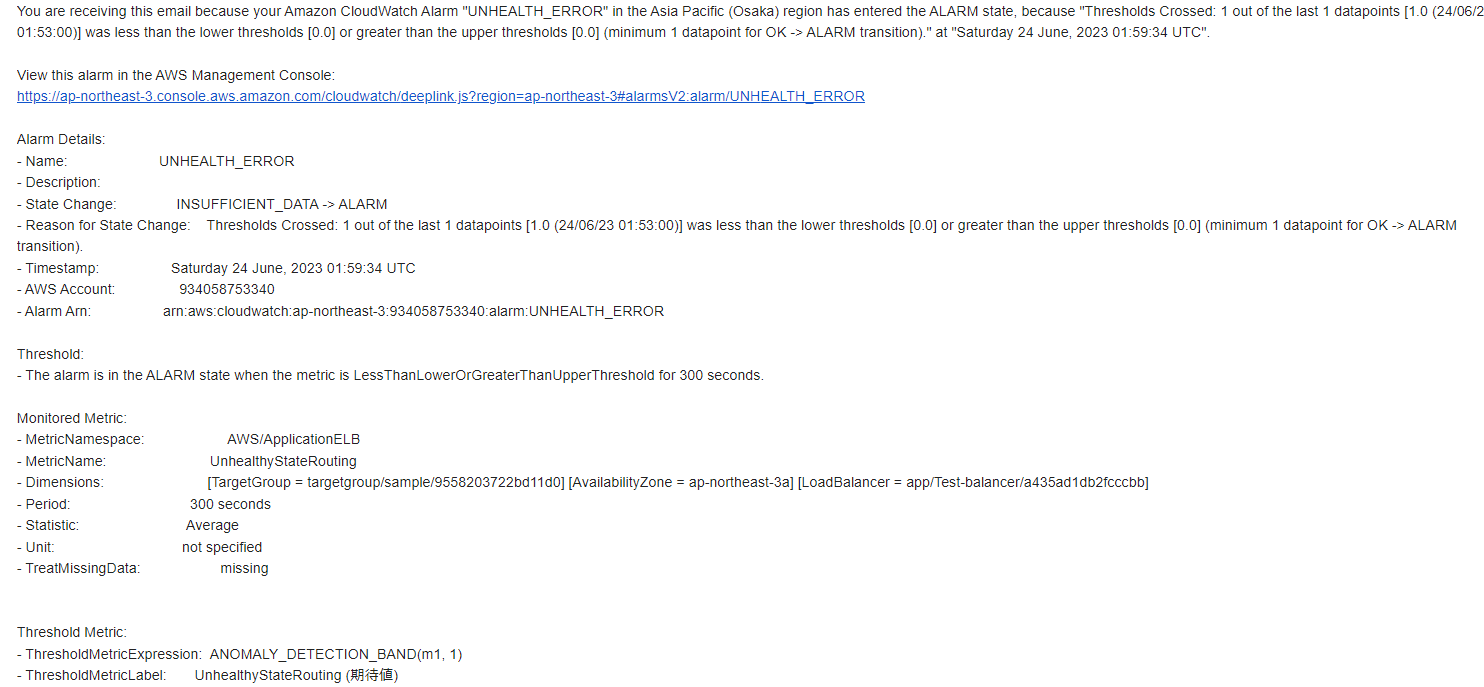 You are receiving this email because your Amazon CloudWatch Alarm "UNHEALTH_ERROR" in the Asia Pacific (Osaka) region has entered the ALARM state, because "Thresholds Crossed: 1 out of the last 1 datapoints [1.0 (24/06/2
01:53:00)] was less than the lower thresholds [0.0] or greater than the upper thresholds [0.0] (minimum 1 datapoint for OK -> ALARM transition)." at "Saturday 24 June, 2023 01:59:34 UTC".
View this alarm in the AWS Management Console:
https://ap-northeast-3.console.aws.amazon.com/cloudwatch/deeplink.js?region=ap-northeast-3#alarmsV2:alarm/UNHEALTH_ERROR
Alarm Details:
- Name: UNHEALTH_ERROR
- Description:
- State Change: INSUFFICIENT_DATA -> ALARM
- Reason for State Change: Thresholds Crossed: 1 out of the last 1 datapoints [1.0 (24/06/23 01:53:00)] was less than the lower thresholds [0.0] or greater than the upper thresholds [0.0] (minimum 1 datapoint for OK -> ALARM
transition).
- Timestamp: Saturday 24 June, 2023 01:59:34 UTC
- AWS Account: 934058753340
- Alarm Arn: arn:aws:cloudwatch:ap-northeast-3:934058753340:alarm:UNHEALTH_ERROR
Threshold:
- The alarm is in the ALARM state when the metric is LessThanLowerOrGreaterThanUpperThreshold for 300 seconds.
Monitored Metric:
- MetricNamespace: AWS/ApplicationELB
- MetricName: UnhealthyStateRouting
- Dimensions: [TargetGroup = targetgroup/sample/9558203722bd11d0] [AvailabilityZone = ap-northeast-3a] [LoadBalancer = app/Test-balancer/a435ad1db2fcccbb]
- Period: 300 seconds
- Statistic: Average
- Unit: not specified
- TreatMissingData: missing
Threshold Metric:
- ThresholdMetricExpression: ANOMALY_DETECTION_BAND(m1, 1)
- ThresholdMetricLabel: UnhealthyStateRouting (期待値)